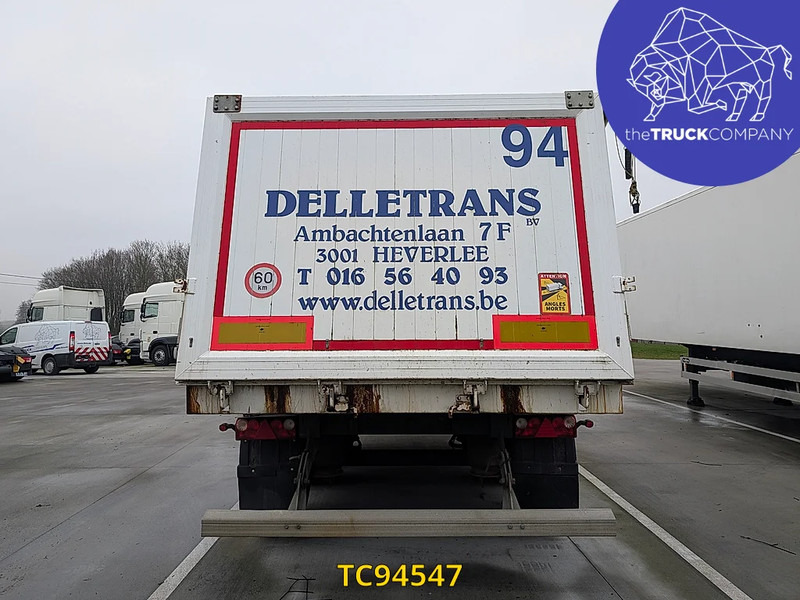 theTRUCKCOMPANY
94
DELLETRANS
BV
Ambachtenlaan 7F
3001 HEVERLEE
T 016 56 40 93
www.delletrans.be
60
km
ATTENTION
ANGLES
MORTS
TC94547